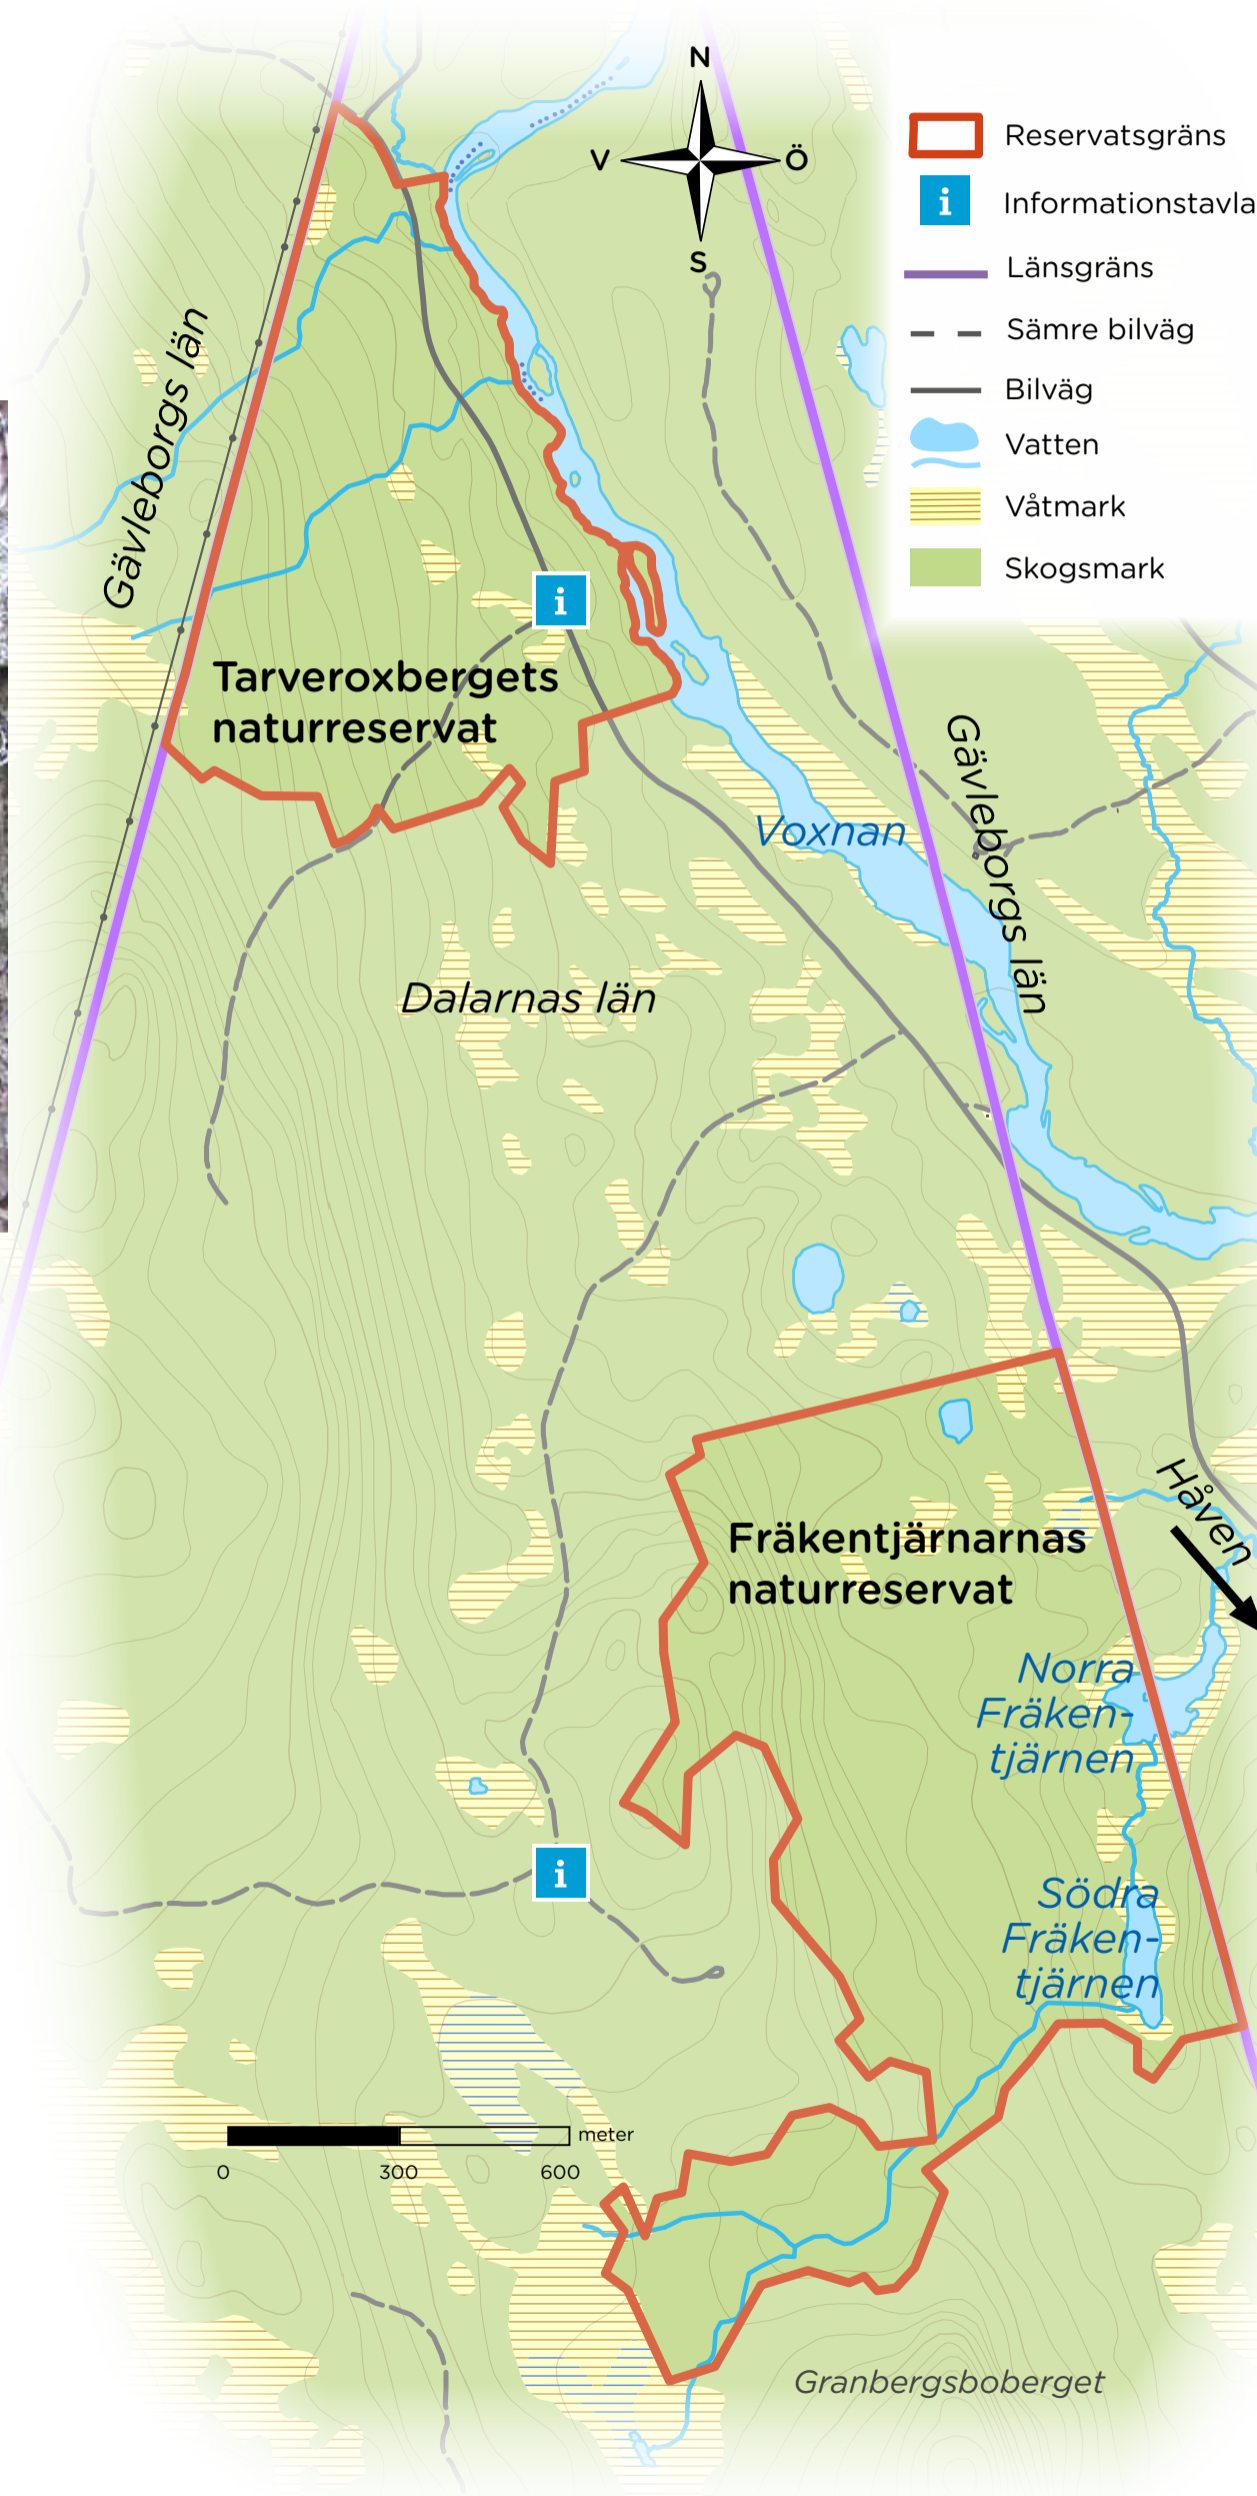 N
V
Ö
S
Reservatsgräns
i
Informationstavla
Länsgräns
Sämre bilväg
Bilväg
Vatten
Våtmark
Skogsmark
Gävleborgs län
i
Tarveroxbergets
naturreservat
Gävleborgs län
Voxnan
Dalarnas län
Håven
Fräkentjärnarnas
naturreservat
Norra
Fräken-
tjärnen
i
Södra
Fräken-
tjärnen
meter
0 300 600
Granbergsboberget